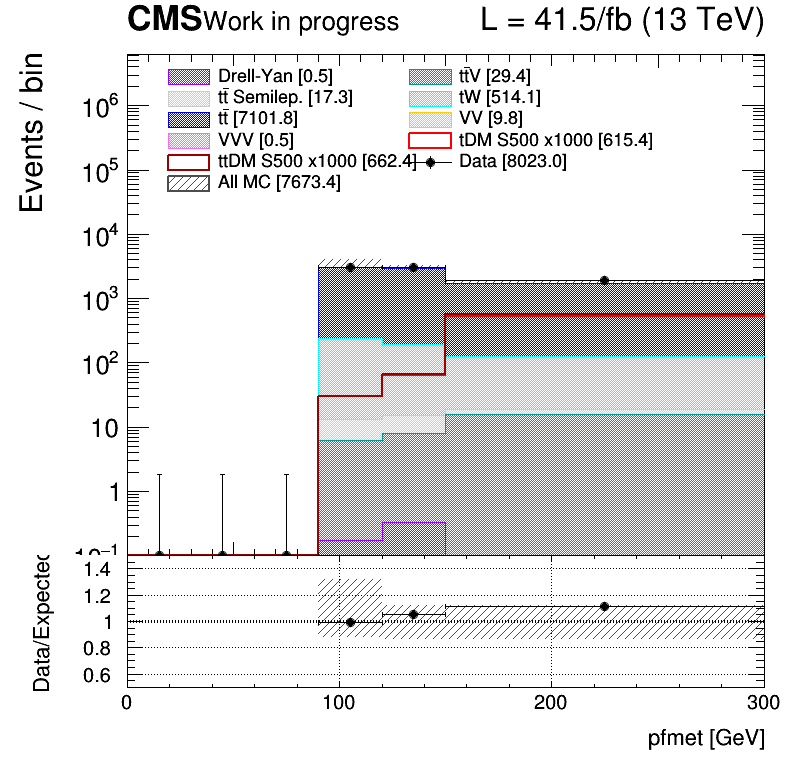 CMS Work in progress L = 41.5/fb (13 TeV)
Events / bin
Drell-Yan [0.5] tt̄V [29.4]
tt̄ Semilep. [17.3] tW [514.1]
tt̄ [7101.8] VV [9.8]
VVV [0.5] tDM S500 x1000 [615.4]
ttDM S500 x1000 [662.4] Data [8023.0]
All MC [7673.4]
10⁶
10⁵
10⁴
10³
10²
10
1
10⁻¹
Data/Expected
1.4
1.2
1
0.8
0.6
0 100 200 300
pfmet [GeV]